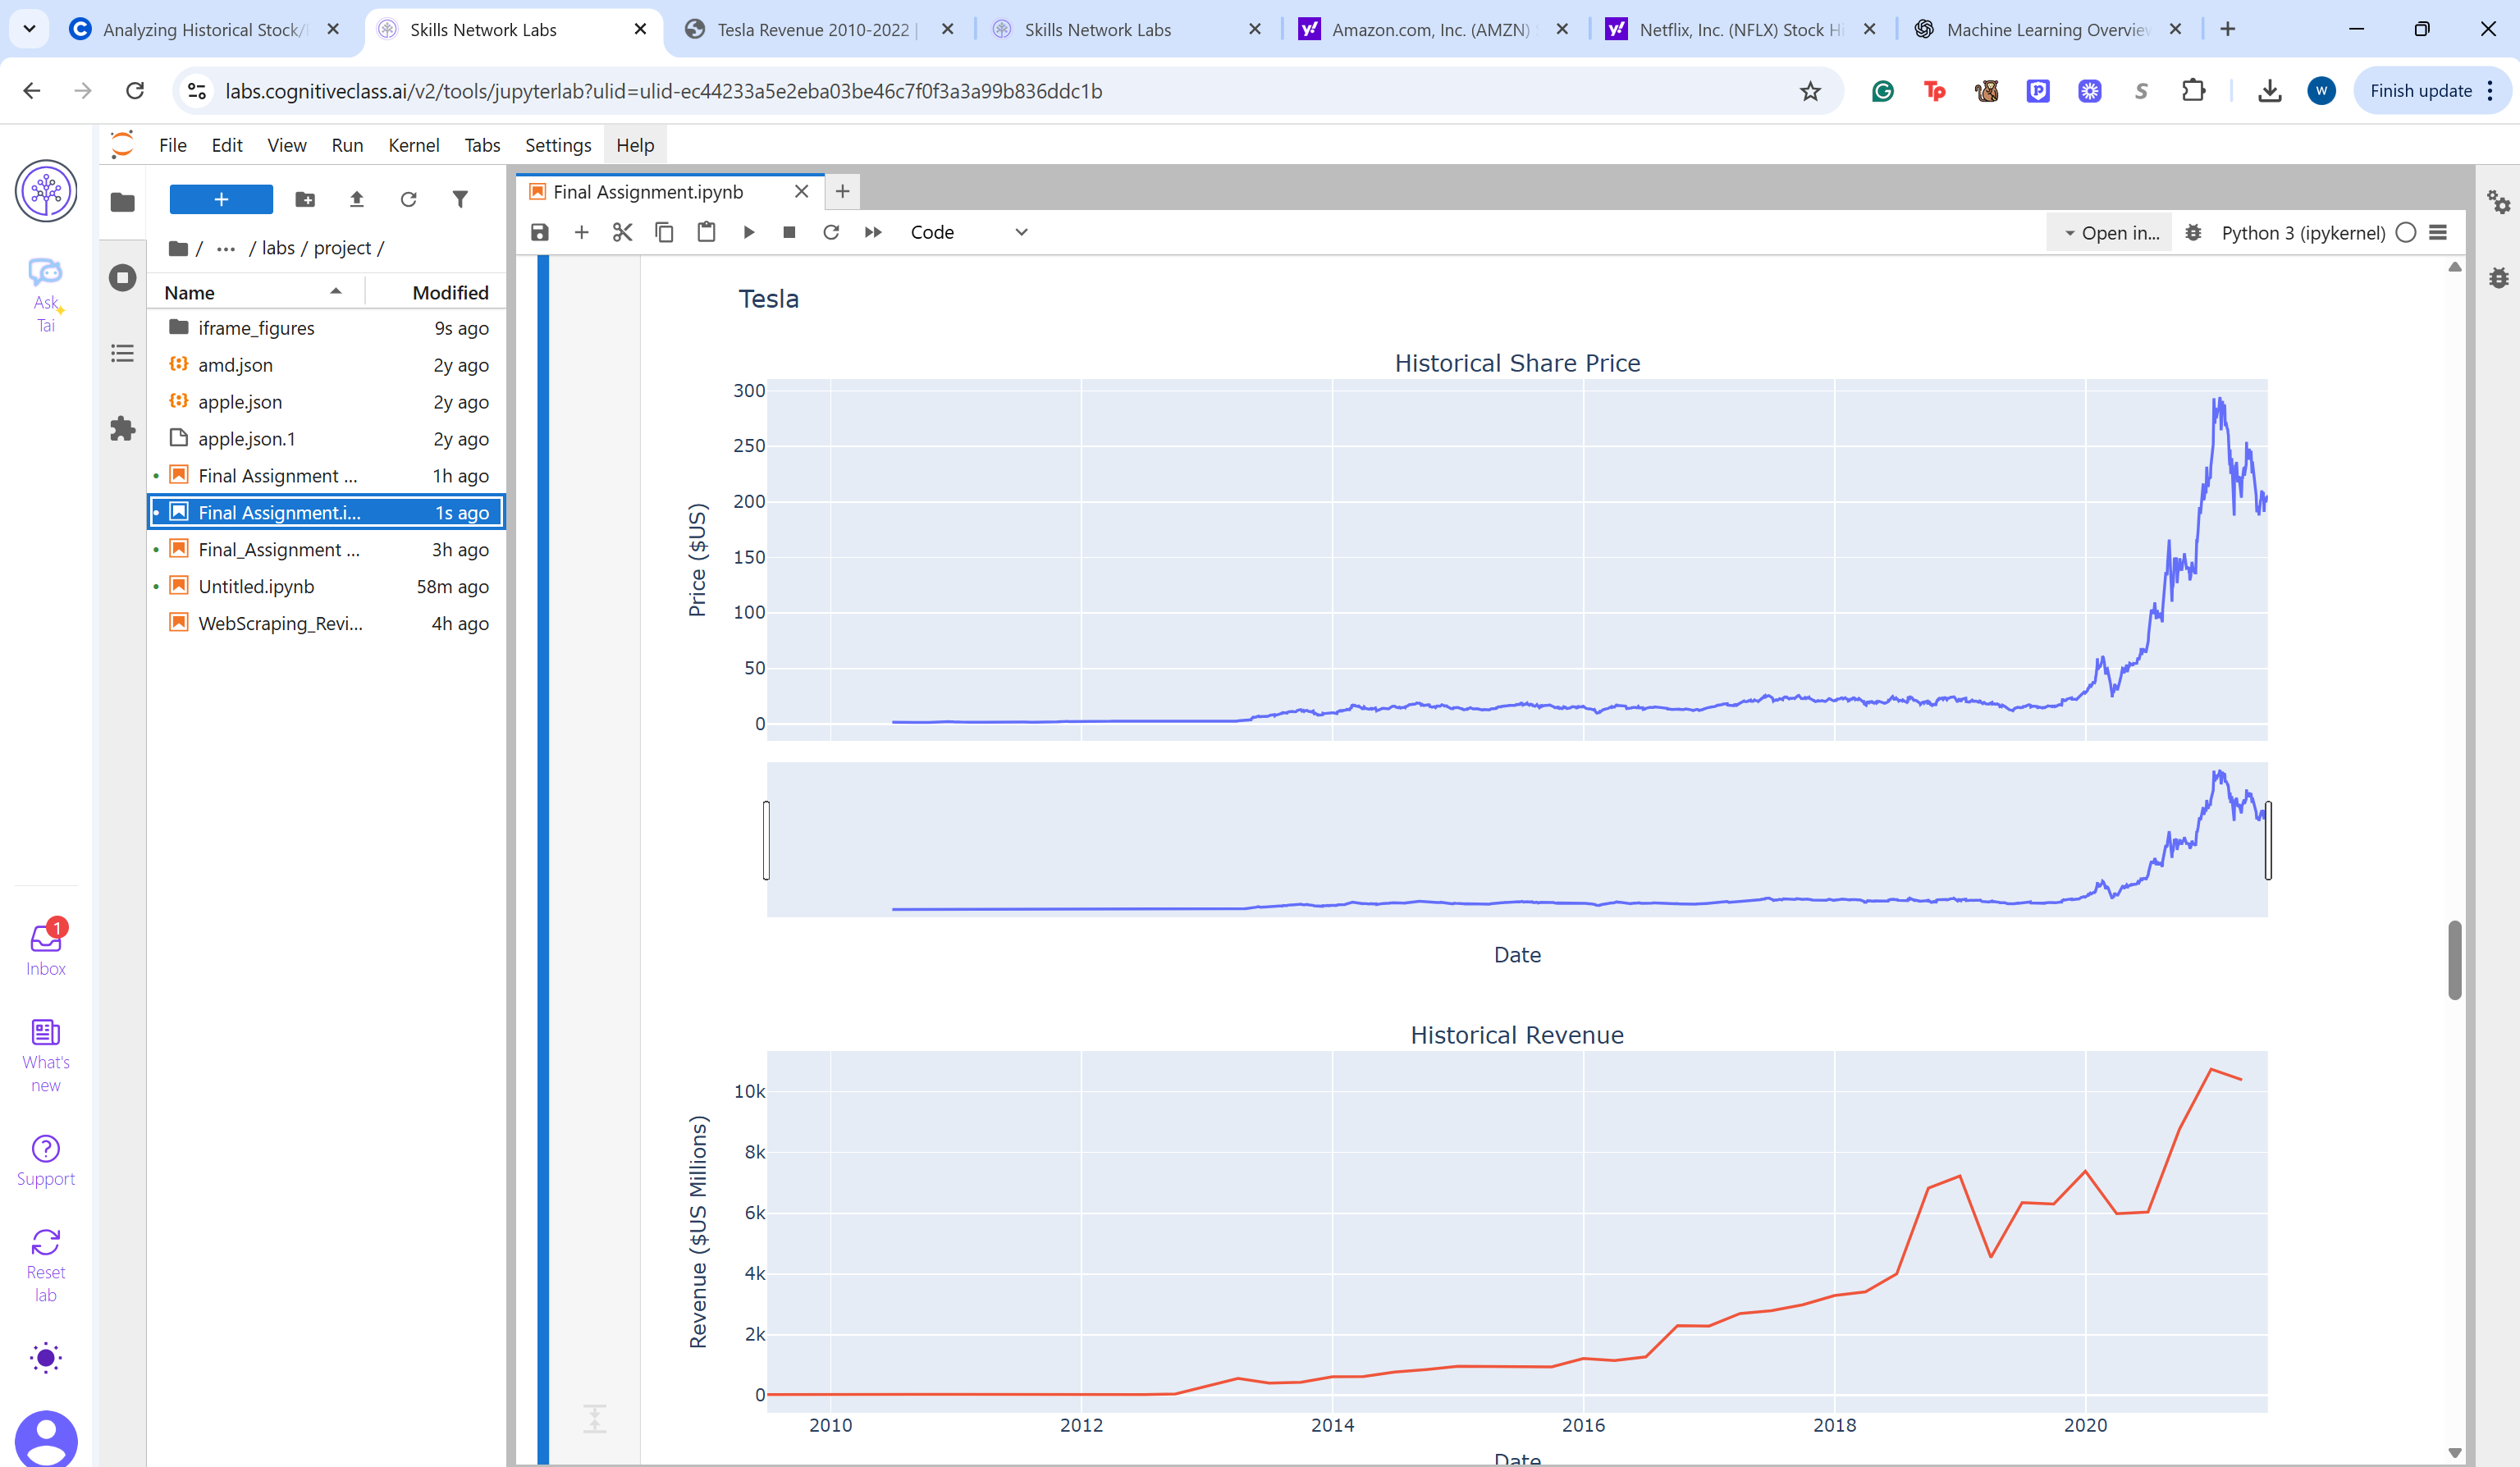 Analyzing Historical Stock/
Skills Network Labs
Tesla Revenue 2010-2022 |
Skills Network Labs
Amazon.com, Inc. (AMZN)
Netflix, Inc. (NFLX) Stock Hi
Machine Learning Overview
labs.cognitiveclass.ai/v2/tools/jupyterlab?ulid=ulid-ec44233a5e2eba03be46c7f0f3a3a99b836ddc1b
Tp
S
W
Finish update
File Edit View Run Kernel Tabs Settings Help
Ask
Tai
Inbox
1
What's
new
Support
Reset
lab
/ ... / labs / project /
Name Modified
iframe_figures 9s ago
amd.json 2y ago
apple.json 2y ago
apple.json.1 2y ago
Final Assignment ... 1h ago
Final Assignment.i... 1s ago
Final_Assignment ... 3h ago
Untitled.ipynb 58m ago
WebScraping_Revi... 4h ago
Final Assignment.ipynb
Code
Open in...
Python 3 (ipykernel)
Tesla
Historical Share Price
Price ($US)
300
250
200
150
100
50
0
Date
Historical Revenue
Revenue ($US Millions)
10k
8k
6k
4k
2k
0
2010 2012 2014 2016 2018 2020
Date